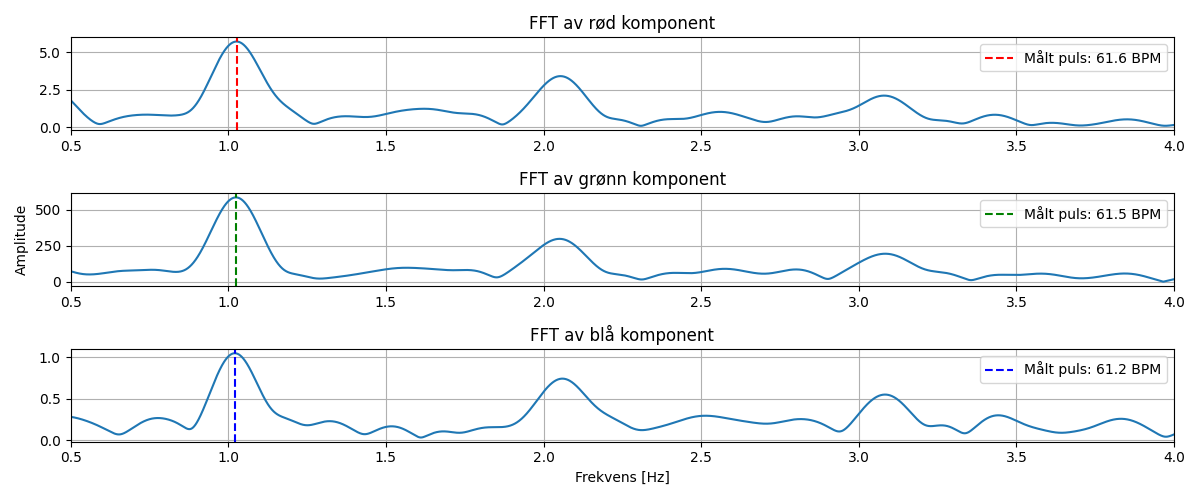 FFT av rød komponent
5.0
2.5
0.0
Målt puls: 61.6 BPM
0.5 1.0 1.5 2.0 2.5 3.0 3.5 4.0
FFT av grønn komponent
Amplitude
500
250
0
Målt puls: 61.5 BPM
0.5 1.0 1.5 2.0 2.5 3.0 3.5 4.0
FFT av blå komponent
1.0
0.5
0.0
Målt puls: 61.2 BPM
0.5 1.0 1.5 2.0 2.5 3.0 3.5 4.0
Frekvens [Hz]